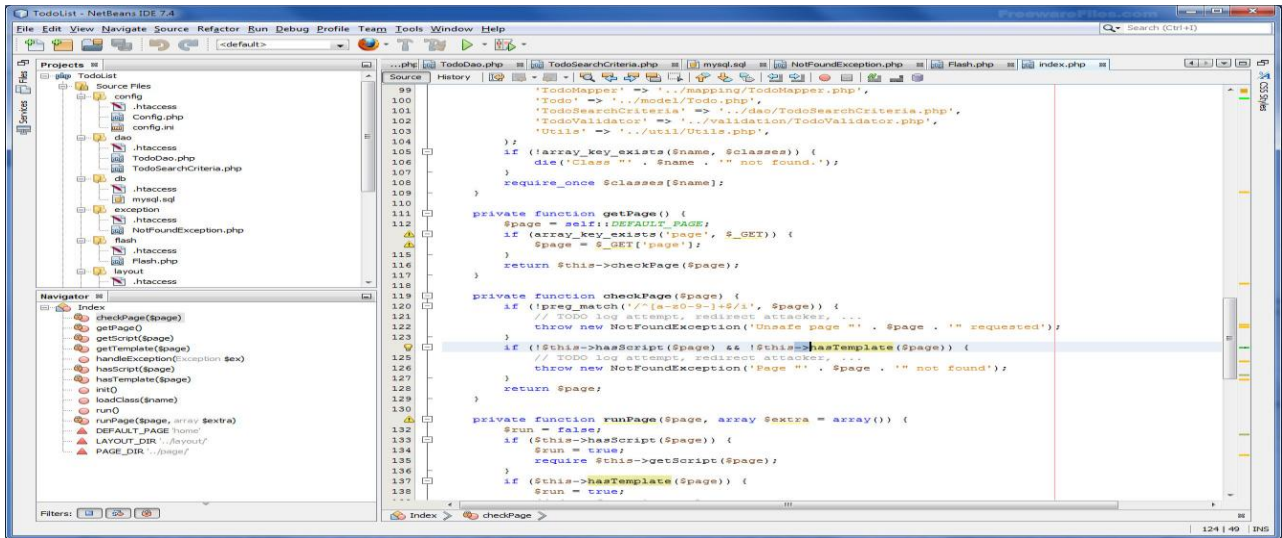 TodoList - NetBeans IDE 7.4
FreewareFiles.com
File Edit View Navigate Source Refactor Run Debug Profile Team Tools Window Help
Search (Ctrl+I)
<default>
Files
Services
Projects
TodoList
Source Files
config
.htaccess
Config.php
config.ini
dao
.htaccess
TodoDao.php
TodoSearchCriteria.php
db
.htaccess
mysql.sql
exception
.htaccess
NotFoundException.php
flash
.htaccess
Flash.php
layout
.htaccess
Navigator
Index
checkPage($page)
getPage()
getScript($page)
getTemplate($page)
handleException(Exception $ex)
hasScript($page)
hasTemplate($page)
init()
loadClass($name)
run()
runPage($page, array $extra)
DEFAULT_PAGE 'home'
LAYOUT_DIR '../layout/'
PAGE_DIR '../page/'
Filters:
...php TodoDao.php TodoSearchCriteria.php mysql.sql NotFoundException.php Flash.php index.php
Source History
99 'TodoMapper' => '../mapping/TodoMapper.php',
100 'Todo' => '../model/Todo.php',
101 'TodoSearchCriteria' => '../dao/TodoSearchCriteria.php',
102 'TodoValidator' => '../validation/TodoValidator.php',
103 'Utils' => '../util/Utils.php',
104 );
105 if (!array_key_exists($name, $classes)) {
106 die('Class "' . $name . '" not found.');
107 }
108 require_once $classes[$name];
109 }
110
111 private function getPage() {
112 $page = self::DEFAULT_PAGE;
if (array_key_exists('page', $_GET)) {
$page = $_GET['page'];
115 }
116 return $this->checkPage($page);
117 }
118
119 private function checkPage($page) {
120 if (!preg_match('/^[a-z0-9-]+$/i', $page)) {
121 // TODO log attempt, redirect attacker, ...
122 throw new NotFoundException('Unsafe page "' . $page . '" requested');
123 }
if (!$this->hasScript($page) && !$this->hasTemplate($page)) {
125 // TODO log attempt, redirect attacker, ...
126 throw new NotFoundException('Page "' . $page . '" not found');
127 }
128 return $page;
129 }
130
private function runPage($page, array $extra = array()) {
132 $run = false;
133 if ($this->hasScript($page)) {
134 $run = true;
135 require $this->getScript($page);
136 }
137 if ($this->hasTemplate($page)) {
138 $run = true;
Index checkPage
124 | 49 INS
CSS Styles